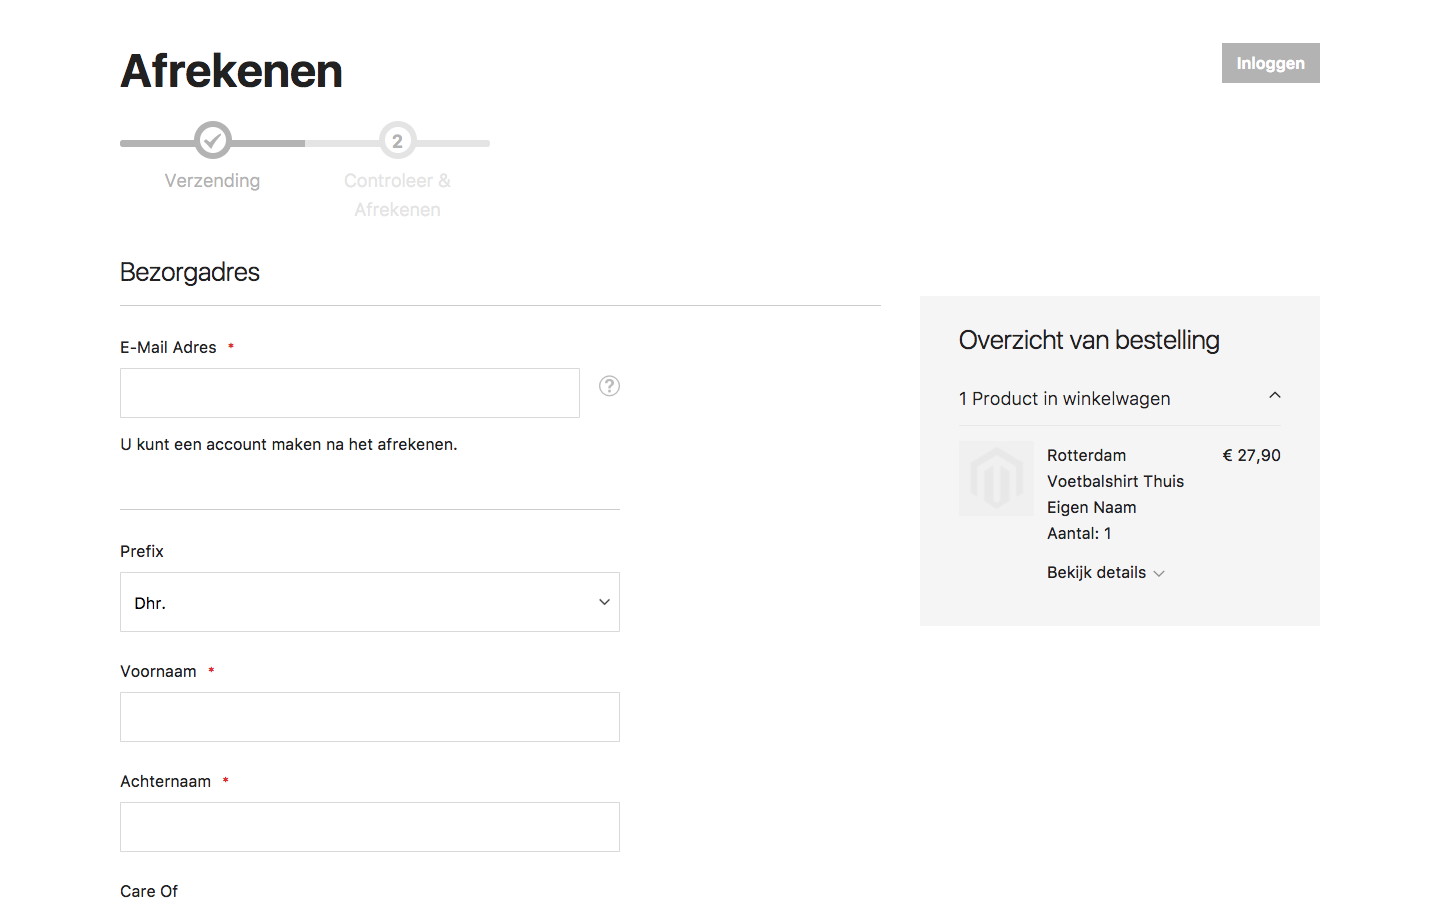 Afrekenen
Inloggen
2
Verzending
Controleer &
Afrekenen
Bezorgadres
E-Mail Adres *
?
U kunt een account maken na het afrekenen.
Prefix
Dhr.
Voornaam *
Achternaam *
Care Of
Overzicht van bestelling
1 Product in winkelwagen
Rotterdam € 27,90
Voetbalshirt Thuis
Eigen Naam
Aantal: 1
Bekijk details